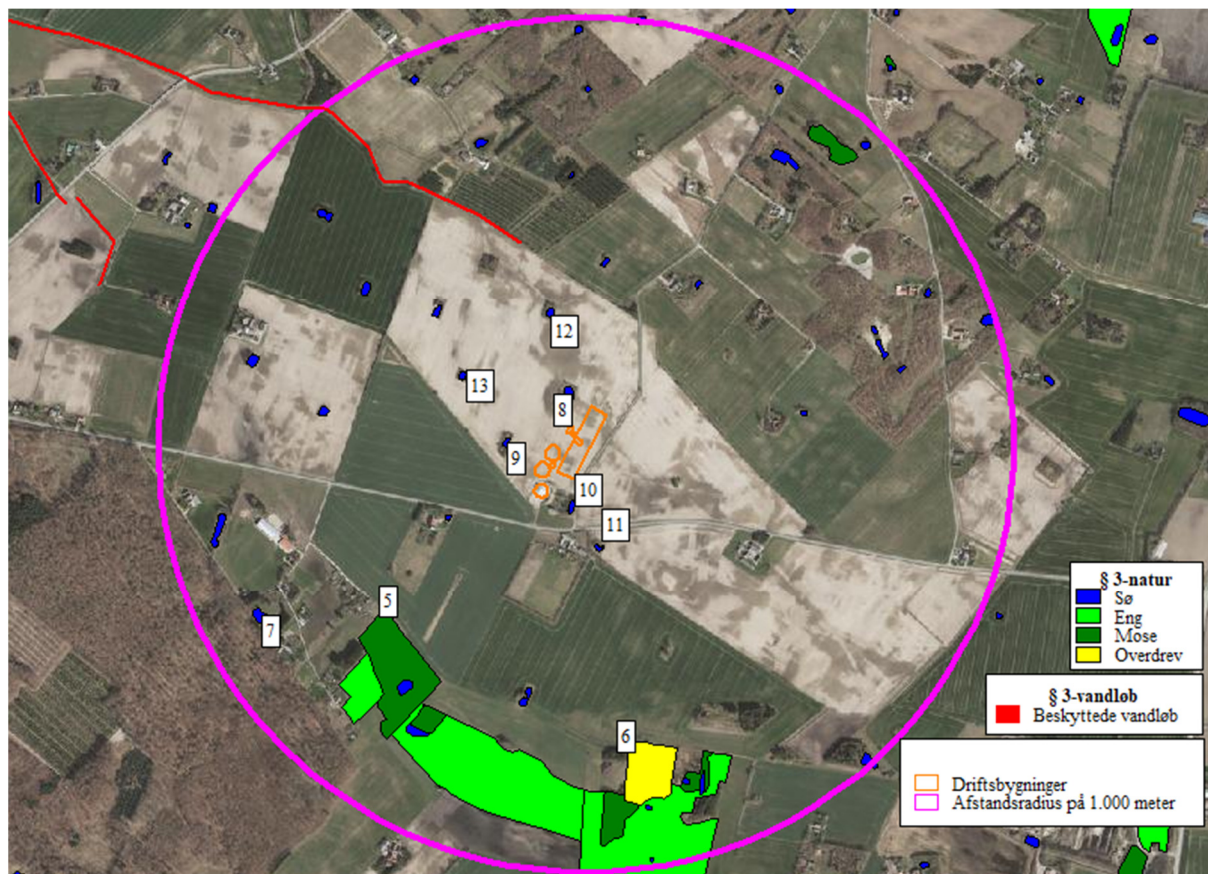 12
13
8
9
10
11
5
7
6
§ 3-natur
Sø
Eng
Mose
Overdrev
§ 3-vandløb
Beskyttede vandløb
Driftsbygninger
Afstandsradius på 1.000 meter